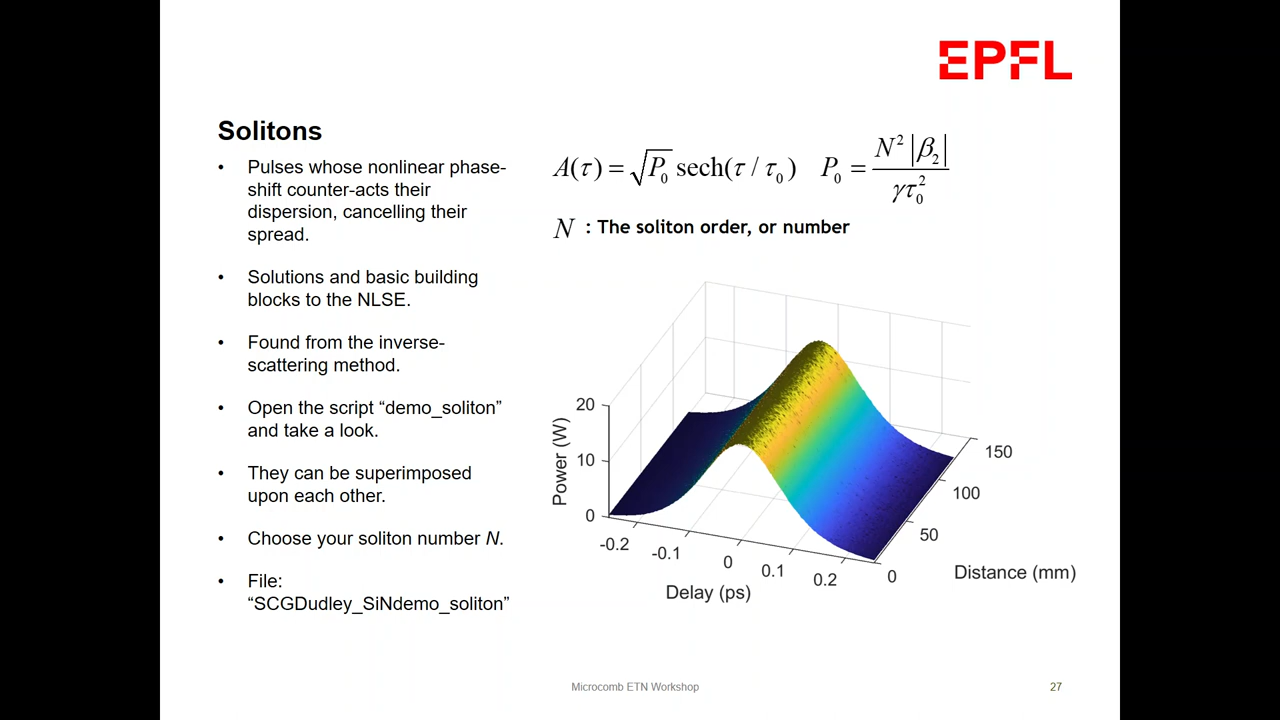 EPFL
Solitons
• Pulses whose nonlinear phase-
shift counter-acts their
dispersion, cancelling their
spread.
• Solutions and basic building
blocks to the NLSE.
• Found from the inverse-
scattering method.
• Open the script “demo_soliton”
and take a look.
• They can be superimposed
upon each other.
• Choose your soliton number N.
• File:
“SCGDudley_SiNdemo_soliton”
A(τ) = √P₀ sech(τ / τ₀) P₀ = N² |β₂| / γτ₀²
N : The soliton order, or number
Power (W)
20
10
0
-0.2
-0.1
0
0.1
0.2
Delay (ps)
0
50
100
150
Distance (mm)
Microcomb ETN Workshop
27